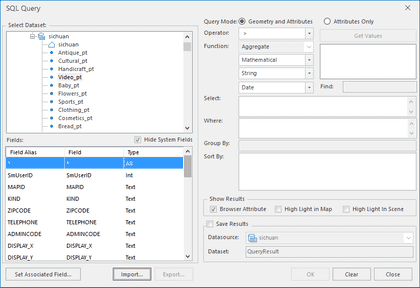 SQL Query
Select Dataset:
sichuan
sichuan
Antique_pt
Cultural_pt
Handicraft_pt
Video_pt
Baby_pt
Flowers_pt
Sports_pt
Clothing_pt
Cosmetics_pt
Bread_pt
Fields:
Hide System Fields
Field Alias Field Type
* * All
SmUserID SmUserID Int
MAPID MAPID Text
KIND KIND Text
ZIPCODE ZIPCODE Text
TELEPHONE TELEPHONE Text
ADMINCODE ADMINCODE Text
DISPLAY_X DISPLAY_X Text
DISPLAY_Y DISPLAY_Y Text
Set Associated Field...
Import...
Export...
Query Mode: Geometry and Attributes Attributes Only
Operator: >
Get Values
Function: Aggregate
Mathematical
String
Date
Find:
Select:
Where:
Group By:
Sort By:
Show Results
Browser Attribute High Light in Map High Light In Scene
Save Results
Datasource: sichuan
Dataset: QueryResult
OK
Clear
Close